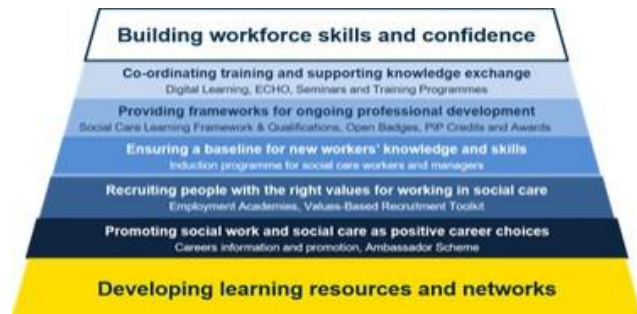 Building workforce skills and confidence
Co-ordinating training and supporting knowledge exchange
Digital Learning, ECHO, Seminars and Training Programmes
Providing frameworks for ongoing professional development
Social Care Learning Framework & Qualifications, Open Badges, PiP Credits and Awards
Ensuring a baseline for new workers' knowledge and skills
Induction programme for social care workers and managers
Recruiting people with the right values for working in social care
Employment Academies, Values-Based Recruitment Toolkit
Promoting social work and social care as positive career choices
Careers information and promotion, Ambassador Scheme
Developing learning resources and networks